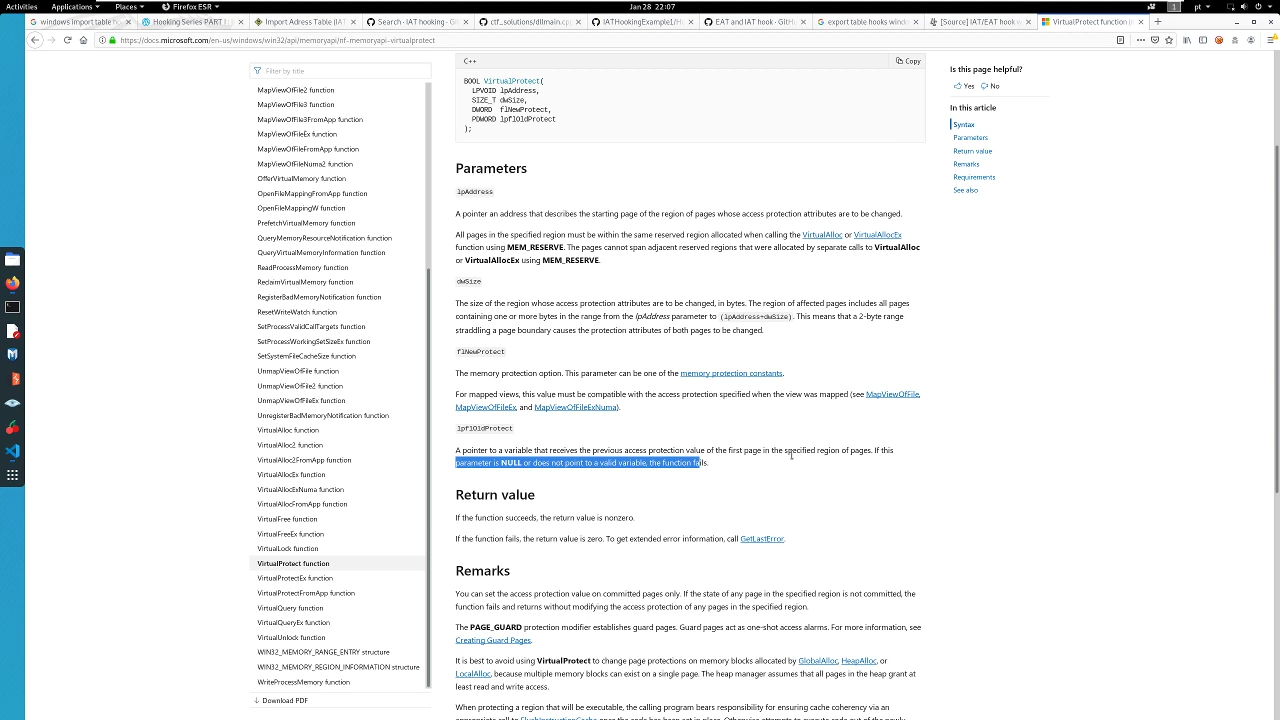 Activities Applications ▾ Places ▾ Firefox ESR ▾ Jan 28 22:07 1 pt ▾
windows import table ho Hooking Series PART I: Import Adress Table (IAT Search · IAT hooking · G ctf_solutions/dllmain.cp IATHookingExample1/Ho EAT and IAT hook · GitH export table hooks windo [Source] IAT/EAT hook w VirtualProtect function (m
https://docs.microsoft.com/en-us/windows/win32/api/memoryapi/nf-memoryapi-virtualprotect
Filter by title
MapViewOfFile2 function
MapViewOfFile3 function
MapViewOfFile3FromApp function
MapViewOfFileEx function
MapViewOfFileFromApp function
MapViewOfFileNuma2 function
OfferVirtualMemory function
OpenFileMappingFromApp function
OpenFileMappingW function
PrefetchVirtualMemory function
QueryMemoryResourceNotification function
QueryVirtualMemoryInformation function
ReadProcessMemory function
ReclaimVirtualMemory function
RegisterBadMemoryNotification function
ResetWriteWatch function
SetProcessValidCallTargets function
SetProcessWorkingSetSizeEx function
SetSystemFileCacheSize function
UnmapViewOfFile function
UnmapViewOfFile2 function
UnmapViewOfFileEx function
UnregisterBadMemoryNotification function
VirtualAlloc function
VirtualAlloc2 function
VirtualAlloc2FromApp function
VirtualAllocEx function
VirtualAllocExNuma function
VirtualAllocFromApp function
VirtualFree function
VirtualFreeEx function
VirtualLock function
VirtualProtect function
VirtualProtectEx function
VirtualProtectFromApp function
VirtualQuery function
VirtualQueryEx function
VirtualUnlock function
WIN32_MEMORY_RANGE_ENTRY structure
WIN32_MEMORY_REGION_INFORMATION structure
WriteProcessMemory function
Download PDF
C++ Copy
BOOL VirtualProtect(
LPVOID lpAddress,
SIZE_T dwSize,
DWORD flNewProtect,
PDWORD lpflOldProtect
);
Parameters
lpAddress
A pointer an address that describes the starting page of the region of pages whose access protection attributes are to be changed.
All pages in the specified region must be within the same reserved region allocated when calling the VirtualAlloc or VirtualAllocEx
function using MEM_RESERVE. The pages cannot span adjacent reserved regions that were allocated by separate calls to VirtualAlloc
or VirtualAllocEx using MEM_RESERVE.
dwSize
The size of the region whose access protection attributes are to be changed, in bytes. The region of affected pages includes all pages
containing one or more bytes in the range from the lpAddress parameter to (lpAddress+dwSize). This means that a 2-byte range
straddling a page boundary causes the protection attributes of both pages to be changed.
flNewProtect
The memory protection option. This parameter can be one of the memory protection constants.
For mapped views, this value must be compatible with the access protection specified when the view was mapped (see MapViewOfFile,
MapViewOfFileEx, and MapViewOfFileExNuma).
lpflOldProtect
A pointer to a variable that receives the previous access protection value of the first page in the specified region of pages. If this
parameter is NULL or does not point to a valid variable, the function fails.
Return value
If the function succeeds, the return value is nonzero.
If the function fails, the return value is zero. To get extended error information, call GetLastError.
Remarks
You can set the access protection value on committed pages only. If the state of any page in the specified region is not committed, the
function fails and returns without modifying the access protection of any pages in the specified region.
The PAGE_GUARD protection modifier establishes guard pages. Guard pages act as one-shot access alarms. For more information, see
Creating Guard Pages.
It is best to avoid using VirtualProtect to change page protections on memory blocks allocated by GlobalAlloc, HeapAlloc, or
LocalAlloc, because multiple memory blocks can exist on a single page. The heap manager assumes that all pages in the heap grant at
least read and write access.
When protecting a region that will be executable, the calling program bears responsibility for ensuring cache coherency via an
appropriate call to FlushInstructionCache once the code has been set in place. Otherwise attempts to execute code out of the newly
Is this page helpful?
Yes No
In this article
Syntax
Parameters
Return value
Remarks
Requirements
See also